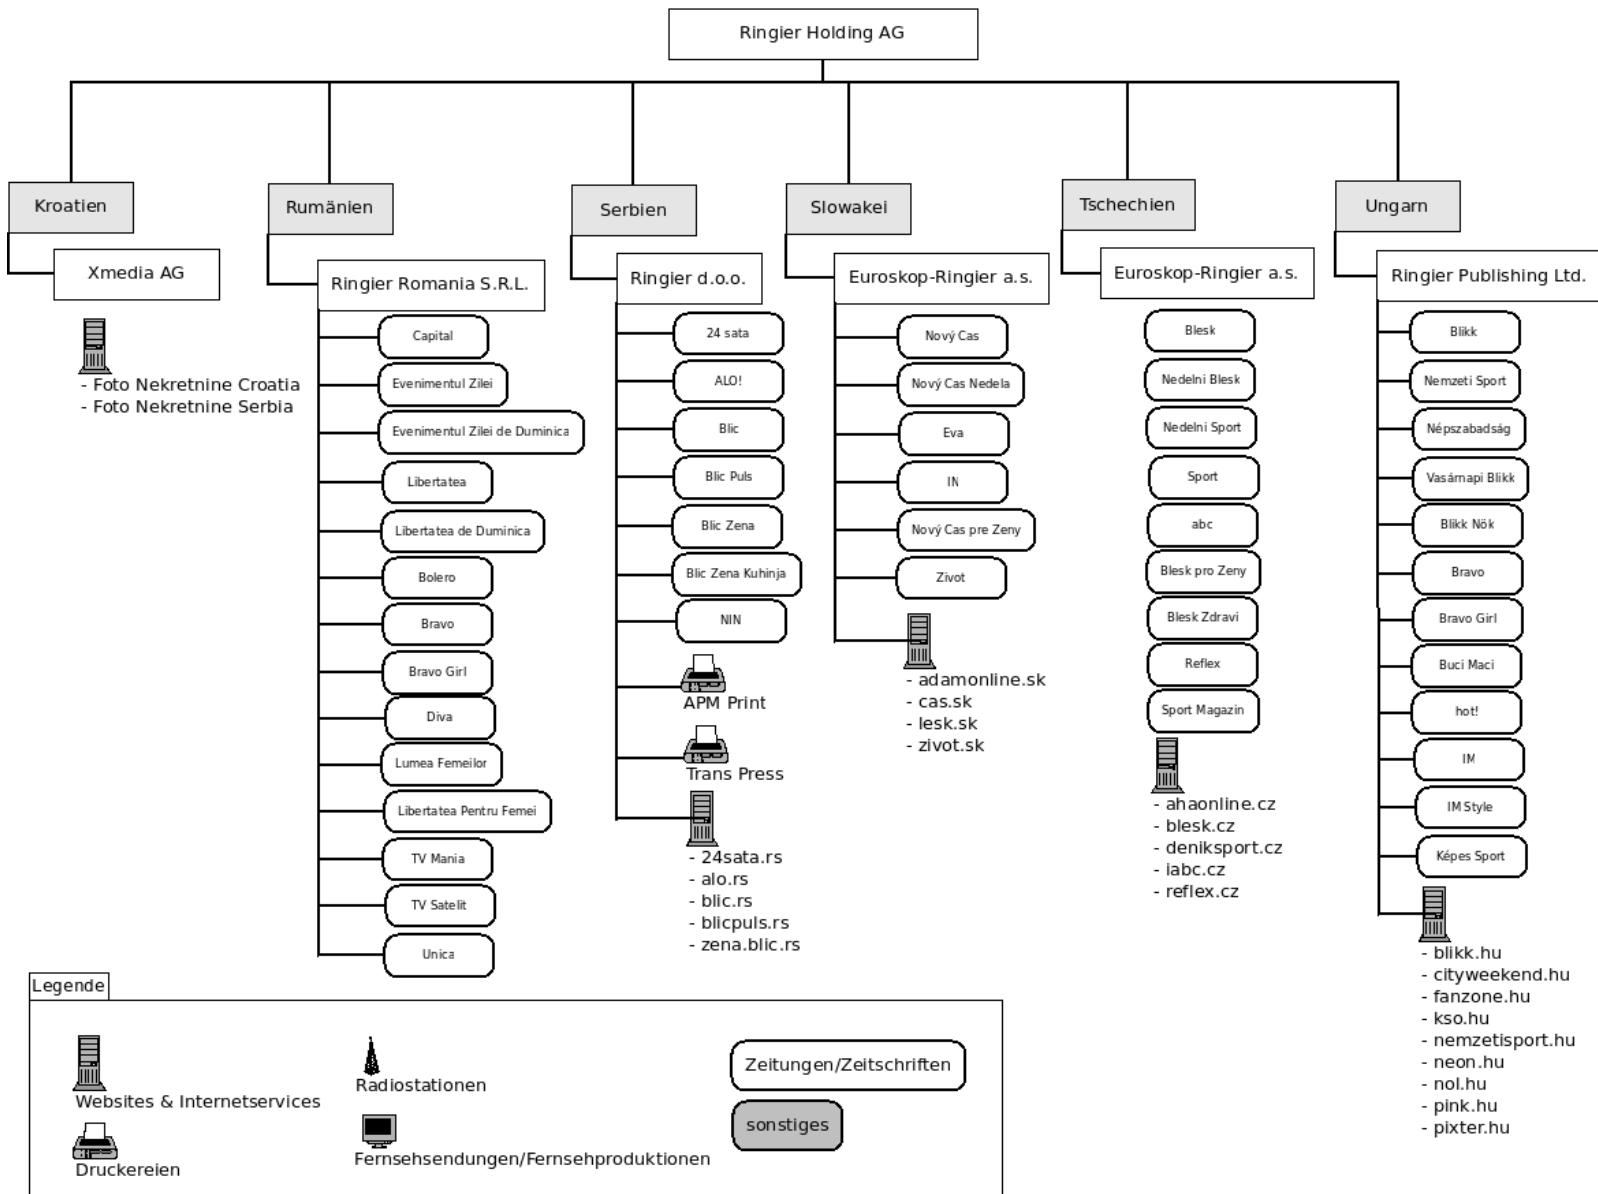 Ringier Holding AG
Kroatien
Xmedia AG
- Foto Nekretnine Croatia
- Foto Nekretnine Serbia
Rumänien
Ringier Romania S.R.L.
Capital
Evenimentul Zilei
Evenimentul Zilei de Duminica
Libertatea
Libertatea de Duminica
Bolero
Bravo
Bravo Girl
Diva
Lumea Femeilor
Libertatea Pentru Femei
TV Mania
TV Satelit
Unica
Serbien
Ringier d.o.o.
24 sata
ALO!
Blic
Blic Puls
Blic Zena
Blic Zena Kuhinja
NIN
APM Print
Trans Press
- 24sata.rs
- alo.rs
- blic.rs
- blicpuls.rs
- zena.blic.rs
Slowakei
Euroskop-Ringier a.s.
Nový Cas
Nový Cas Nedela
Eva
IN
Nový Cas pre Zeny
Zivot
- adamonline.sk
- cas.sk
- lesk.sk
- zivot.sk
Tschechien
Euroskop-Ringier a.s.
Blesk
Nedelni Blesk
Nedelni Sport
Sport
abc
Blesk pro Zeny
Blesk Zdravi
Reflex
Sport Magazin
- ahaonline.cz
- blesk.cz
- deniksport.cz
- iabc.cz
- reflex.cz
Ungarn
Ringier Publishing Ltd.
Blikk
Nemzeti Sport
Népszabadság
Vasárnapi Blikk
Blikk Nök
Bravo
Bravo Girl
Buci Maci
hot!
IM
IM Style
Képes Sport
- blikk.hu
- cityweekend.hu
- fanzone.hu
- kso.hu
- nemzetisport.hu
- neon.hu
- nol.hu
- pink.hu
- pixter.hu
Legende
Websites & Internetservices
Druckereien
Radiostationen
Fernsehsendungen/Fernsehproduktionen
Zeitungen/Zeitschriften
sonstiges